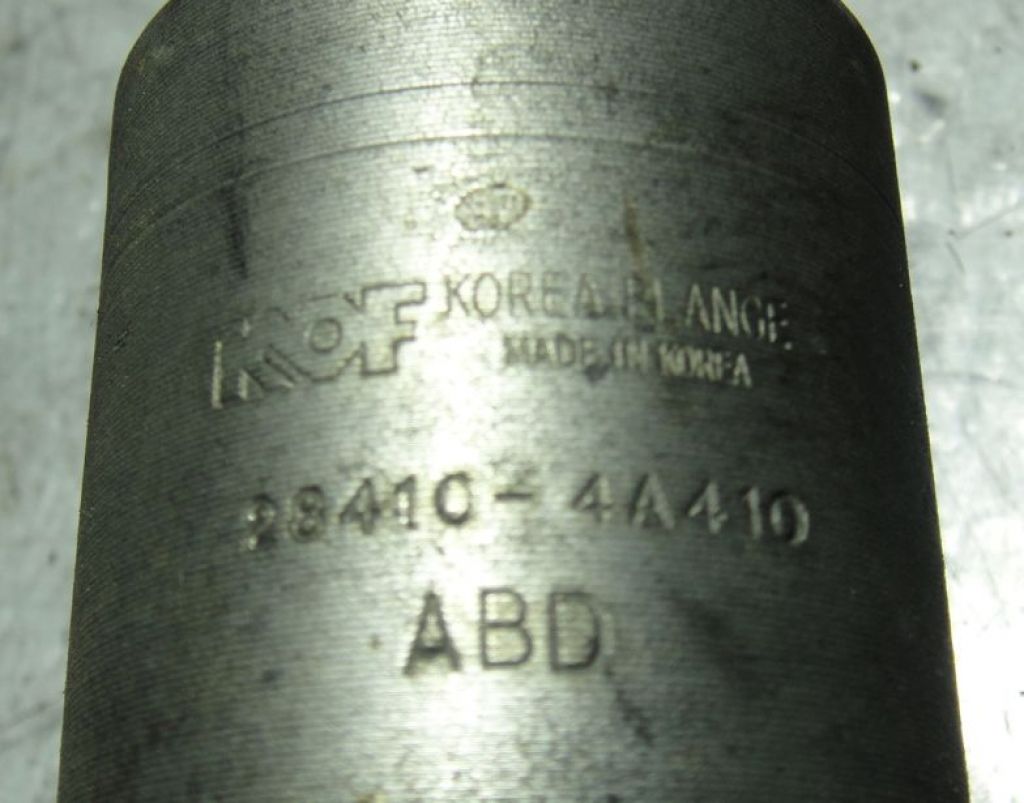 KOF KOREA FLANGE
MADE IN KOREA
28410-4A410
ABD